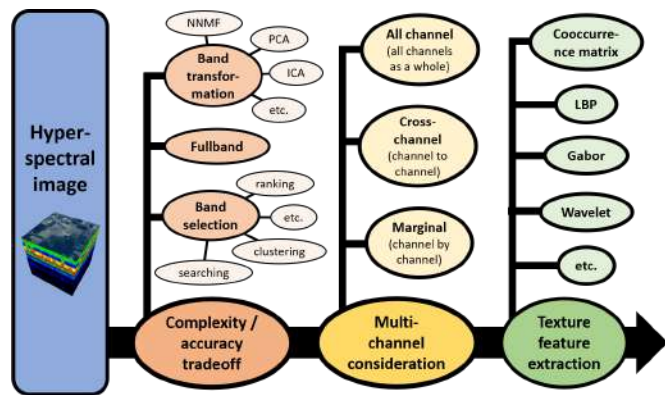 Hyper-
spectral
image
NNMF
PCA
Band
transfor-
mation
ICA
etc.
Fullband
ranking
Band
selection
etc.
clustering
searching
Complexity /
accuracy
tradeoff
All channel
(all channels
as a whole)
Cross-
channel
(channel to
channel)
Marginal
(channel by
channel)
Multi-
channel
consideration
Cooccurre-
nce matrix
LBP
Gabor
Wavelet
etc.
Texture
feature
extraction